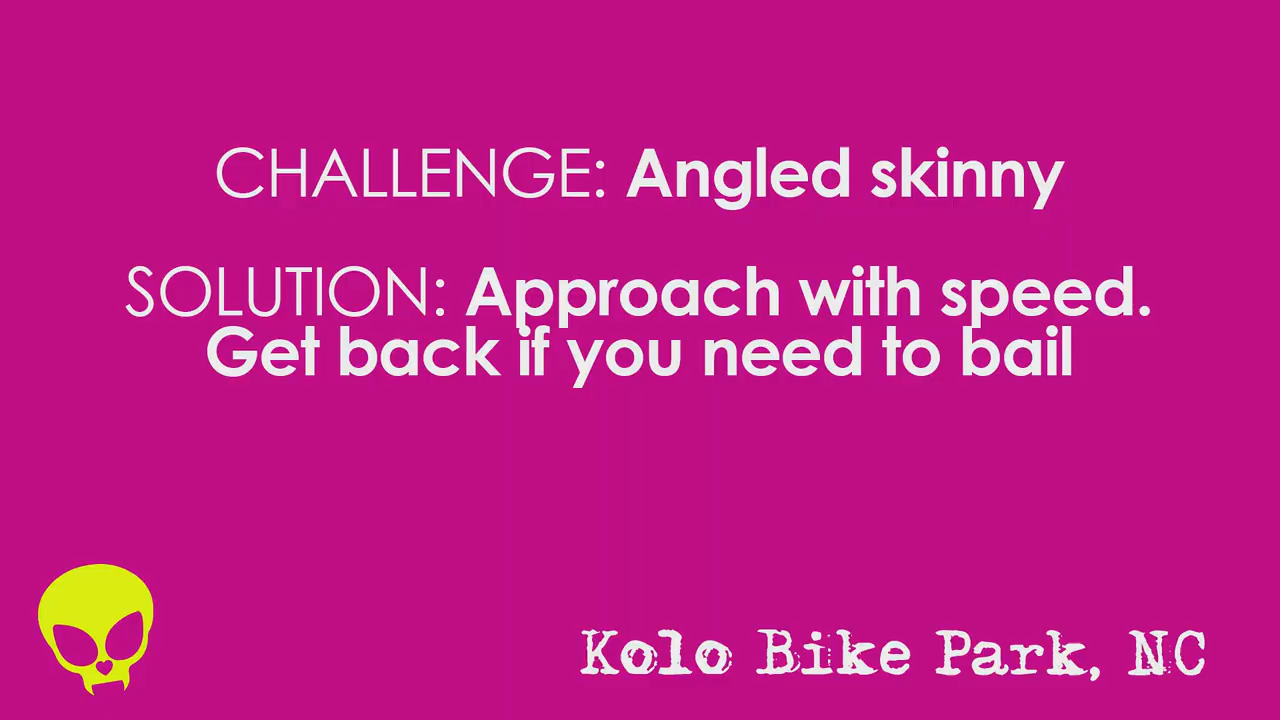 CHALLENGE: Angled skinny
SOLUTION: Approach with speed.
Get back if you need to bail
Kolo Bike Park, NC